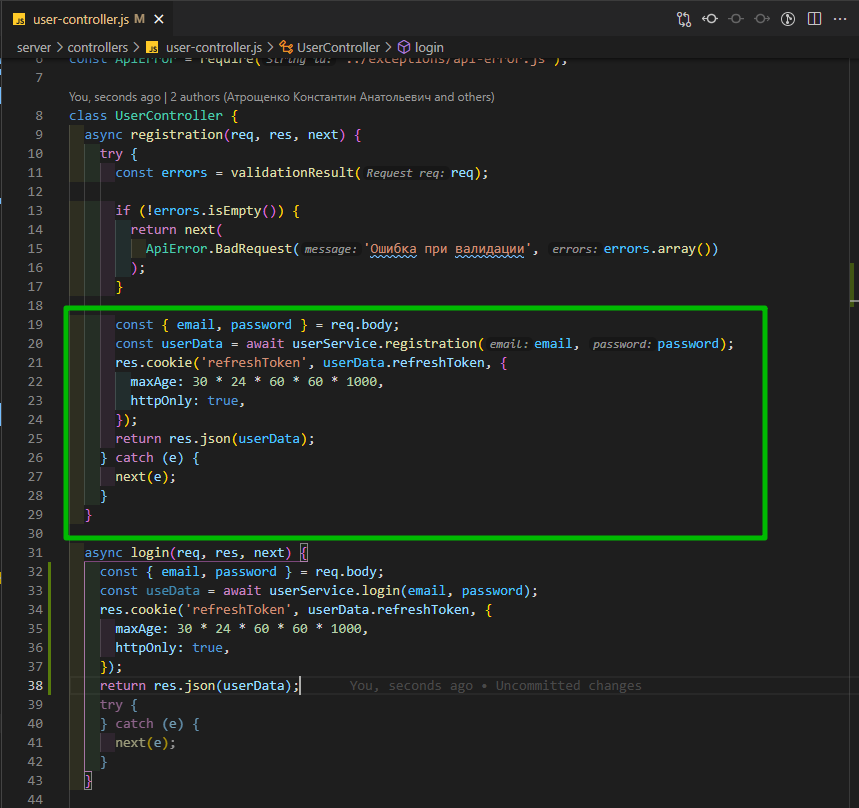 user-controller.js M
server > controllers > user-controller.js > UserController > login
6 const ApiError = require( String id: '../exceptions/api-error.js');
7
You, seconds ago | 2 authors (Атрощенко Константин Анатольевич and others)
8 class UserController {
9 async registration(req, res, next) {
10 try {
11 const errors = validationResult( Request req: req);
12
13 if (!errors.isEmpty()) {
14 return next(
15 ApiError.BadRequest( message: 'Ошибка при валидации', errors: errors.array())
16 );
17 }
18
19 const { email, password } = req.body;
20 const userData = await userService.registration( email: email, password: password);
21 res.cookie('refreshToken', userData.refreshToken, {
22 maxAge: 30 * 24 * 60 * 60 * 1000,
23 httpOnly: true,
24 });
25 return res.json(userData);
26 } catch (e) {
27 next(e);
28 }
29 }
30
31 async login(req, res, next) {
32 const { email, password } = req.body;
33 const useData = await userService.login(email, password);
34 res.cookie('refreshToken', userData.refreshToken, {
35 maxAge: 30 * 24 * 60 * 60 * 1000,
36 httpOnly: true,
37 });
38 return res.json(userData); You, seconds ago • Uncommitted changes
39 try {
40 } catch (e) {
41 next(e);
42 }
43 }
44